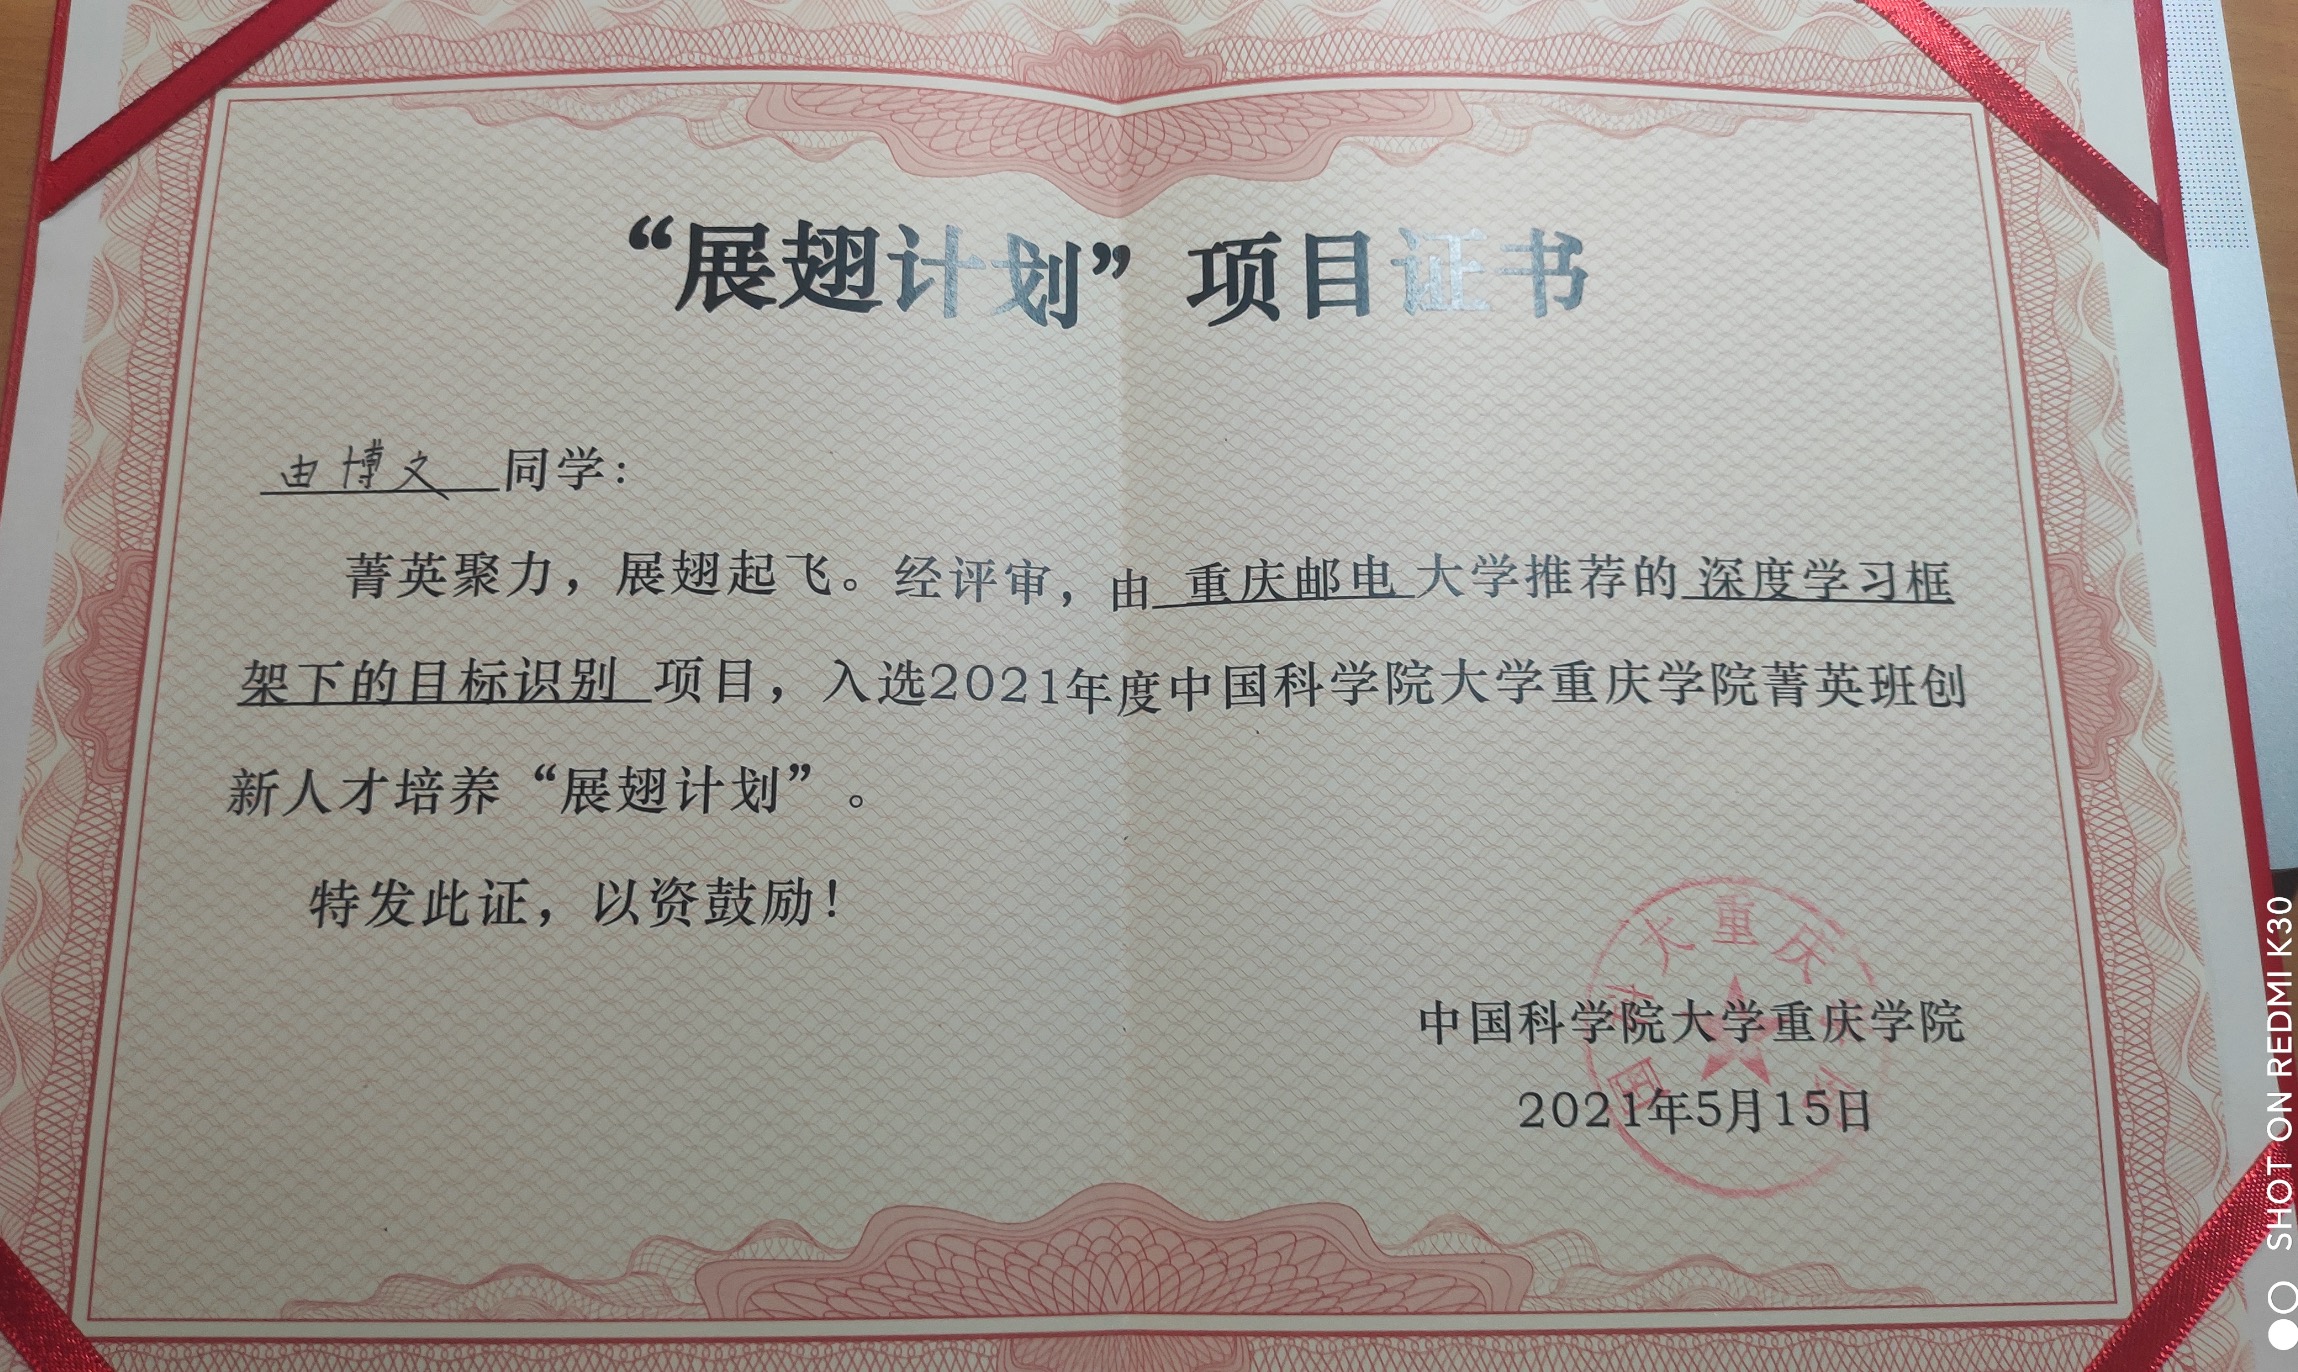 “展翅计划”项目证书
由博文 同学：
菁英聚力，展翅起飞。经评审，由 重庆邮电 大学推荐的 深度学习框
架下的目标识别 项目，入选2021年度中国科学院大学重庆学院菁英班创
新人才培养“展翅计划”。
特发此证，以资鼓励！
大重庆
中国科学院大学重庆学院
2021年5月15日
SHOT ON REDMI K30